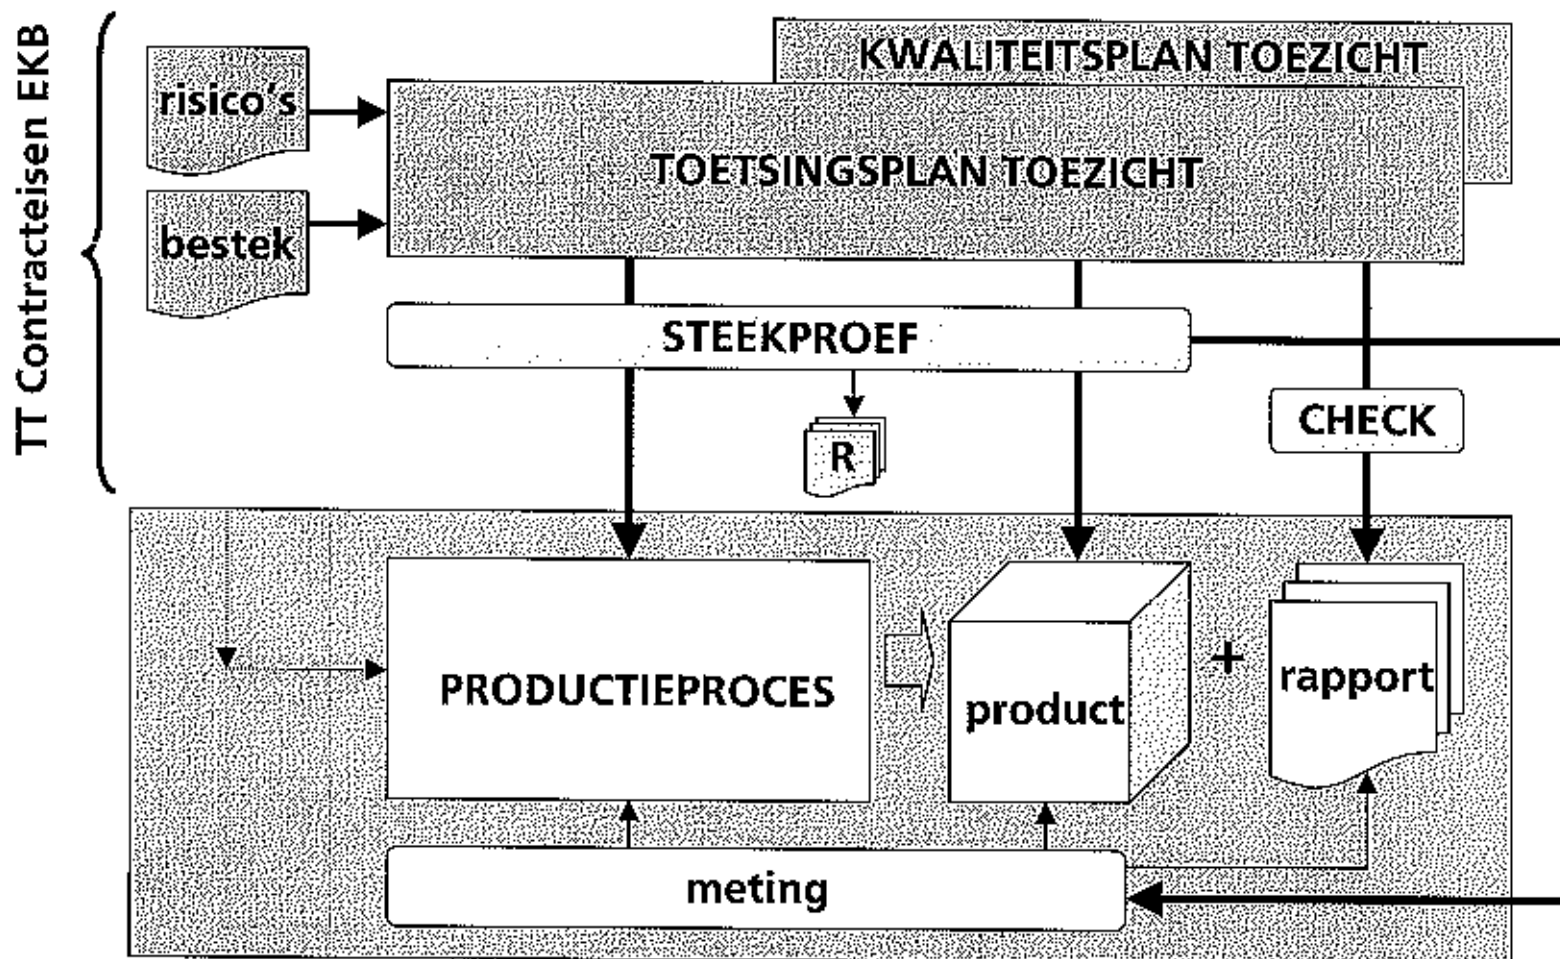 TT Contracteisen EKB
KWALITEITSPLAN TOEZICHT
risico's
TOETSINGSPLAN TOEZICHT
bestek
STEEKPROEF
CHECK
R
PRODUCTIEPROCES
product
+
rapport
meting